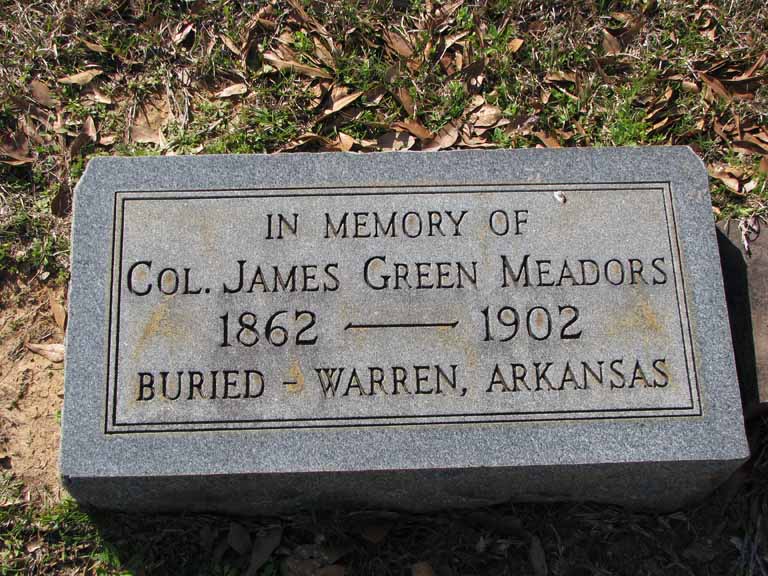 IN MEMORY OF
COL. JAMES GREEN MEADORS
1862 — 1902
BURIED - WARREN, ARKANSAS